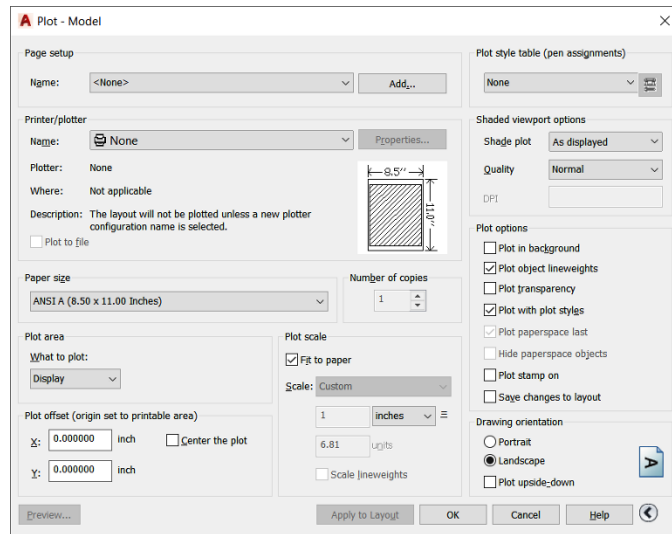 A Plot - Model
Page setup
Name: <None> Add...
Printer/plotter
Name: None Properties...
Plotter: None
Where: Not applicable
Description: The layout will not be plotted unless a new plotter
configuration name is selected.
Plot to file
8.5″
11.0″
Paper size
ANSI A (8.50 x 11.00 Inches)
Number of copies
1
Plot area
What to plot:
Display
Plot offset (origin set to printable area)
X: 0.000000 inch Center the plot
Y: 0.000000 inch
Plot scale
Fit to paper
Scale: Custom
1 inches =
6.81 units
Scale lineweights
Plot style table (pen assignments)
None
Shaded viewport options
Shade plot As displayed
Quality Normal
DPI
Plot options
Plot in background
Plot object lineweights
Plot transparency
Plot with plot styles
Plot paperspace last
Hide paperspace objects
Plot stamp on
Save changes to layout
Drawing orientation
Portrait
Landscape
Plot upside-down
A
Preview... Apply to Layout OK Cancel Help